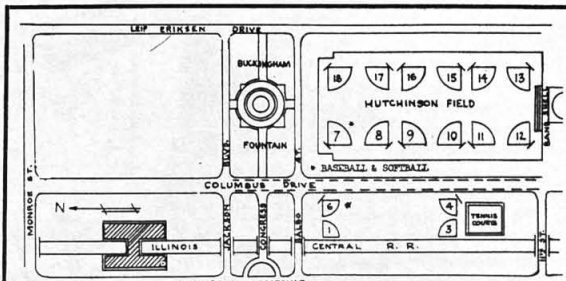 LEIF ERIKSEN DRIVE
BUCKINGHAM
FOUNTAIN
18 17 16 15 14 13
HUTCHINSON FIELD
7 8 9 10 11 12
BAND SHELL
* BASEBALL & SOFTBALL
MONROE ST.
JACKSON BLVD.
CONGRESS
BALBO ST.
COLUMBUS DRIVE
N
6 * 4
1 3
TENNIS
COURTS
ILLINOIS CENTRAL R. R.
11th ST.